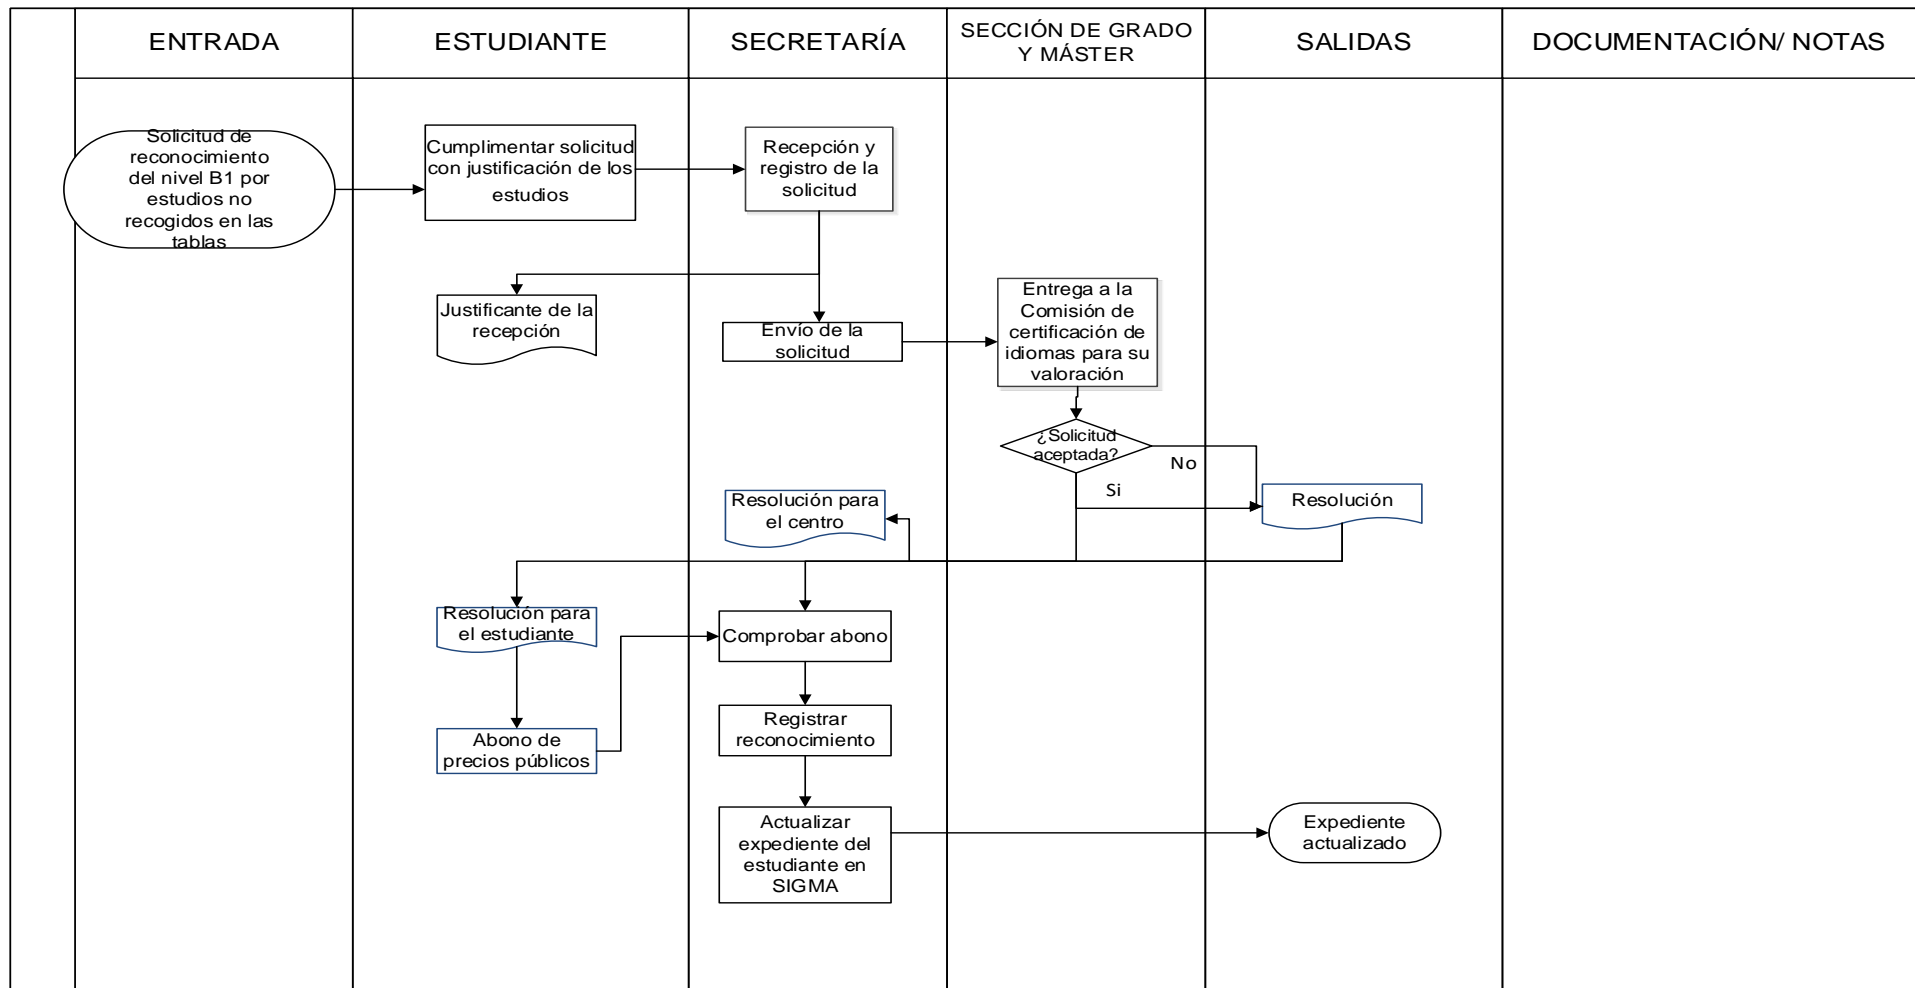 ENTRADA
ESTUDIANTE
SECRETARÍA
SECCIÓN DE GRADO
Y MÁSTER
SALIDAS
DOCUMENTACIÓN/ NOTAS
Solicitud de
reconocimiento
del nivel B1 por
estudios no
recogidos en las
tablas
Cumplimentar solicitud
con justificación de los
estudios
Recepción y
registro de la
solicitud
Justificante de la
recepción
Envío de la
solicitud
Entrega a la
Comisión de
certificación de
idiomas para su
valoración
¿Solicitud
aceptada?
No
Si
Resolución para
el centro
Resolución
Resolución para
el estudiante
Comprobar abono
Abono de
precios públicos
Registrar
reconocimiento
Actualizar
expediente del
estudiante en
SIGMA
Expediente
actualizado